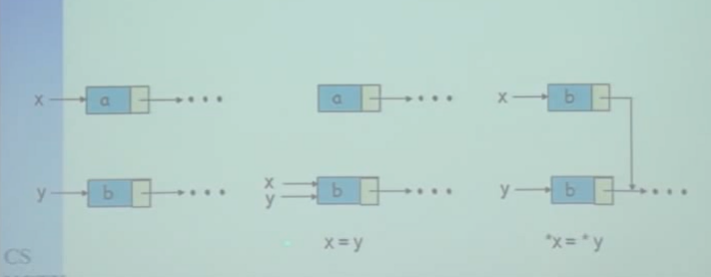 x a • • •
a • • •
x b
y b • • •
x
y b • • •
y b • • •
x = y
*x = *y
CS